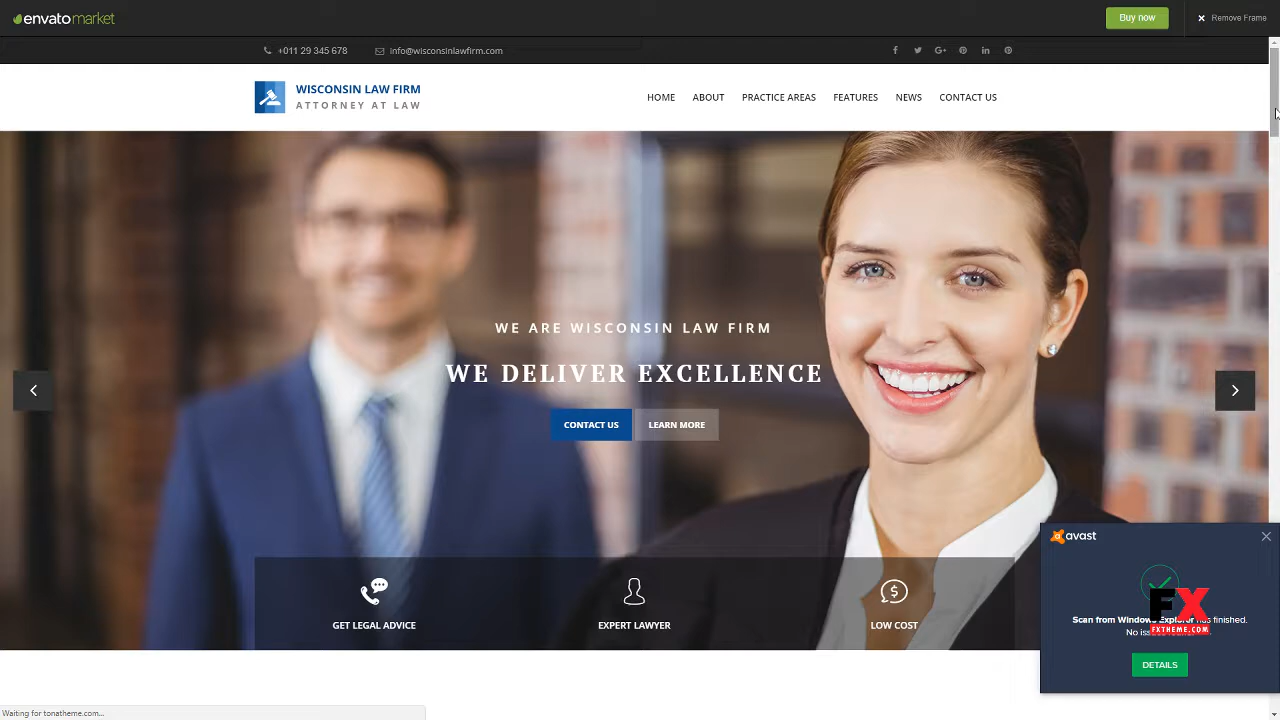 envatomarket
Buy now
Remove Frame
+011 29 345 678
info@wisconsinlawfirm.com
WISCONSIN LAW FIRM
ATTORNEY AT LAW
HOME
ABOUT
PRACTICE AREAS
FEATURES
NEWS
CONTACT US
WE ARE WISCONSIN LAW FIRM
WE DELIVER EXCELLENCE
CONTACT US
LEARN MORE
GET LEGAL ADVICE
EXPERT LAWYER
LOW COST
avast
FX
FXTHEME.COM
Scan from Windows Explorer has finished.
No
DETAILS
Waiting for tonatheme.com...